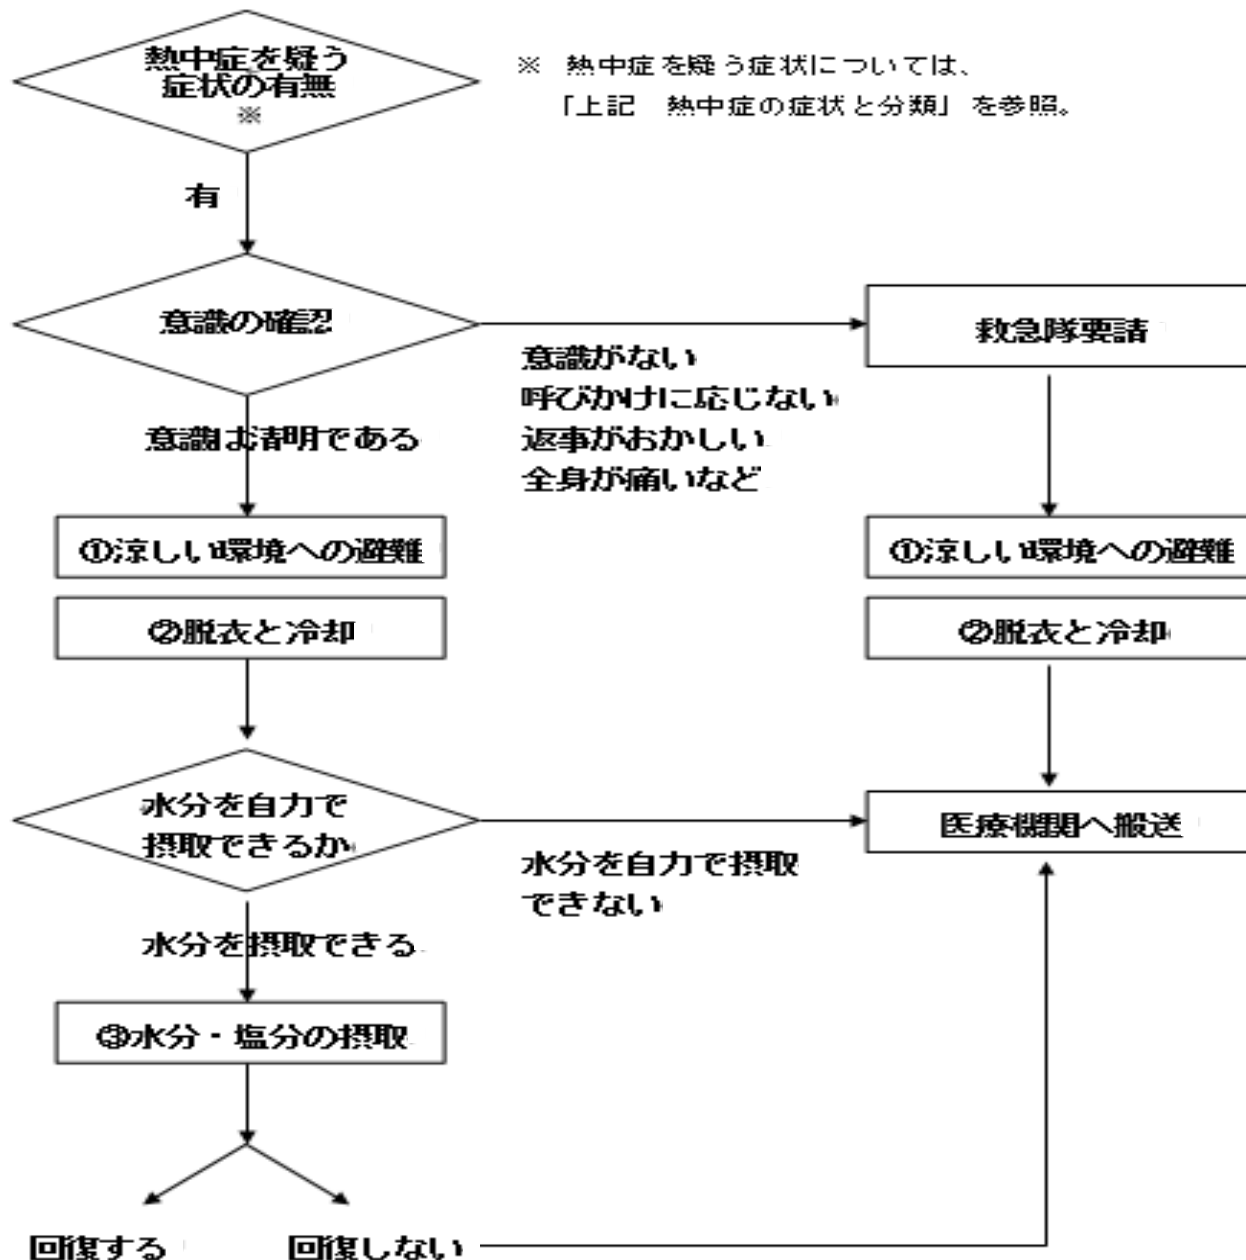 熱中症を疑う
症状の有無
※
※ 熱中症を疑う症状については、
「上記 熱中症の症状と分類」を参照。
有
意識の確認
救急隊要請
意識がない
呼びかけに応じない
返事がおかしい
全身が痛いなど
意識は清明である
①涼しい環境への避難
①涼しい環境への避難
②脱衣と冷却
②脱衣と冷却
水分を自力で
摂取できるか
医療機関へ搬送
水分を自力で摂取
できない
水分を摂取できる
③水分・塩分の摂取
回復する
回復しない